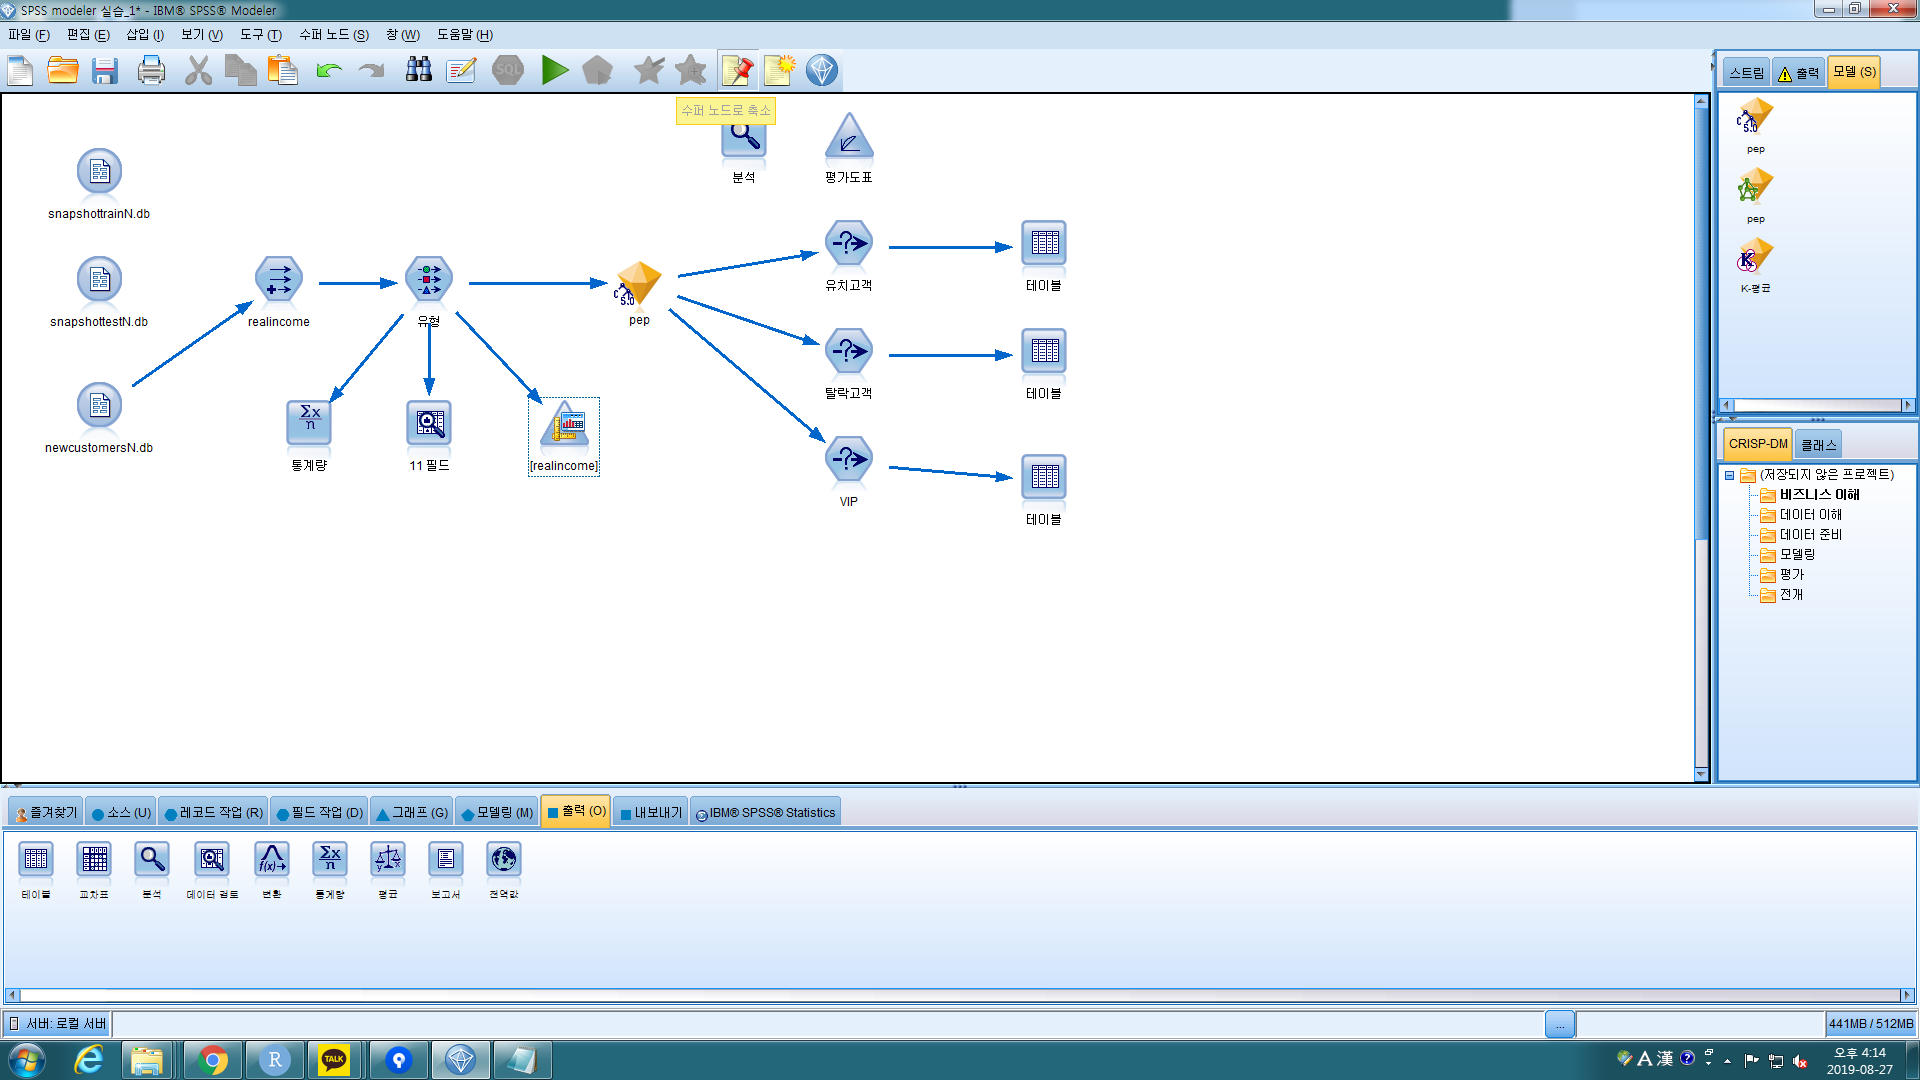 SPSS modeler 실습_1* - IBM® SPSS® Modeler
파일 (F) 편집 (E) 삽입 (I) 보기 (V) 도구 (T) 수퍼 노드 (S) 창 (W) 도움말 (H)
SQL
수퍼 노드로 축소
분석
평가도표
snapshottrainN.db
유치고객
테이블
snapshottestN.db
realincome
유형
C 5.0
pep
탈락고객
테이블
newcustomersN.db
Σx n
통계량
11 필드
[realincome]
VIP
테이블
스트림 출력 모델 (S)
C 5.0
pep
pep
K
K-평균
CRISP-DM 클래스
(저장되지 않은 프로젝트)
비즈니스 이해
데이터 이해
데이터 준비
모델링
평가
전개
즐겨찾기 소스 (U) 레코드 작업 (R) 필드 작업 (D) 그래프 (G) 모델링 (M) 출력 (O) 내보내기 IBM® SPSS® Statistics
f(x) Σx n y x
테이블 교차표 분석 데이터 검토 변환 통계량 평균 보고서 전역값
서버: 로컬 서버
...
441MB / 512MB
R TALK
A 漢 ?
오후 4:14
2019-08-27